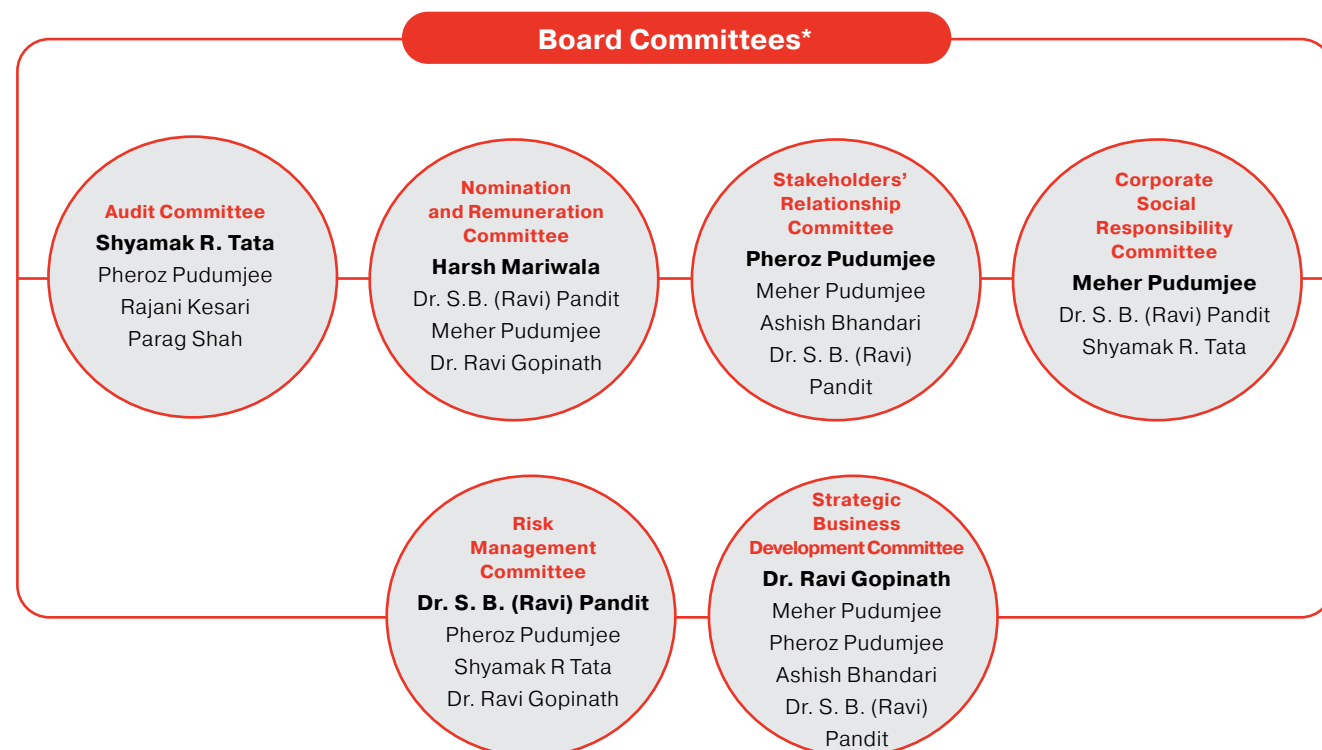 Board Committees*
Audit Committee
Shyamak R. Tata
Pheroz Pudumjee
Rajani Kesari
Parag Shah
Nomination
and Remuneration
Committee
Harsh Mariwala
Dr. S.B. (Ravi) Pandit
Meher Pudumjee
Dr. Ravi Gopinath
Stakeholders'
Relationship
Committee
Pheroz Pudumjee
Meher Pudumjee
Ashish Bhandari
Dr. S. B. (Ravi)
Pandit
Corporate
Social
Responsibility
Committee
Meher Pudumjee
Dr. S. B. (Ravi) Pandit
Shyamak R. Tata
Risk
Management
Committee
Dr. S. B. (Ravi) Pandit
Pheroz Pudumjee
Shyamak R Tata
Dr. Ravi Gopinath
Strategic
Business
Development Committee
Dr. Ravi Gopinath
Meher Pudumjee
Pheroz Pudumjee
Ashish Bhandari
Dr. S. B. (Ravi)
Pandit